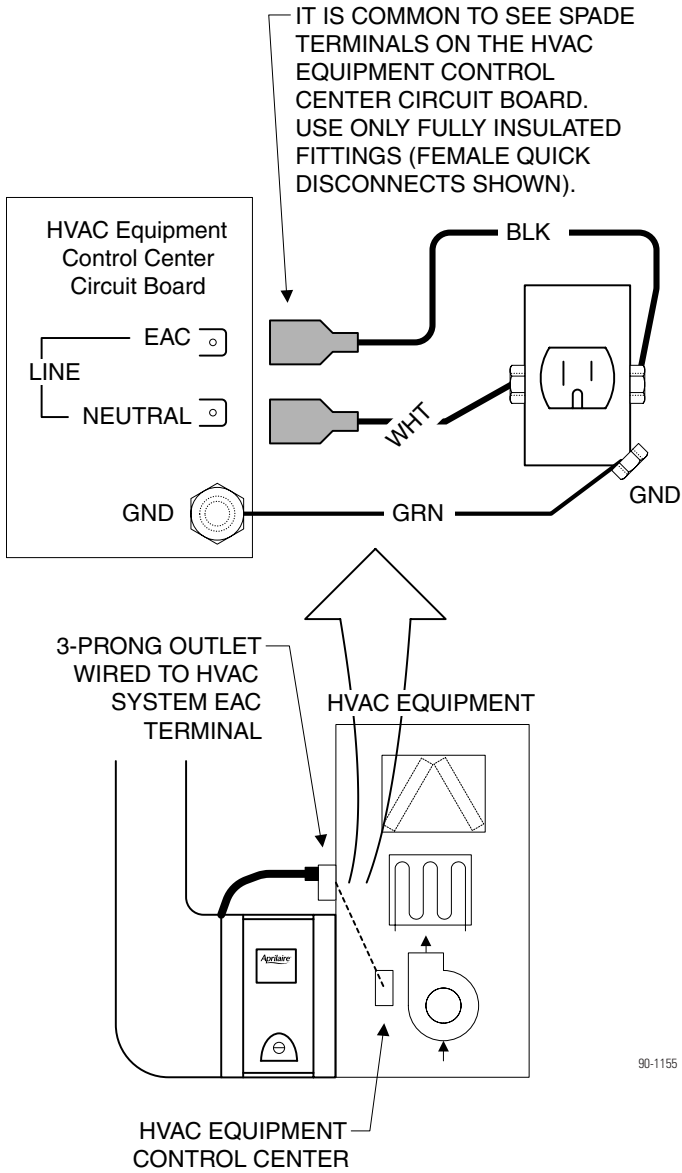 IT IS COMMON TO SEE SPADE
TERMINALS ON THE HVAC
EQUIPMENT CONTROL
CENTER CIRCUIT BOARD.
USE ONLY FULLY INSULATED
FITTINGS (FEMALE QUICK
DISCONNECTS SHOWN).
HVAC Equipment
Control Center
Circuit Board
BLK
EAC
LINE
NEUTRAL
WHT
GND
GND
GRN
3-PRONG OUTLET
WIRED TO HVAC
SYSTEM EAC
TERMINAL
HVAC EQUIPMENT
Aprilaire
90-1155
HVAC EQUIPMENT
CONTROL CENTER